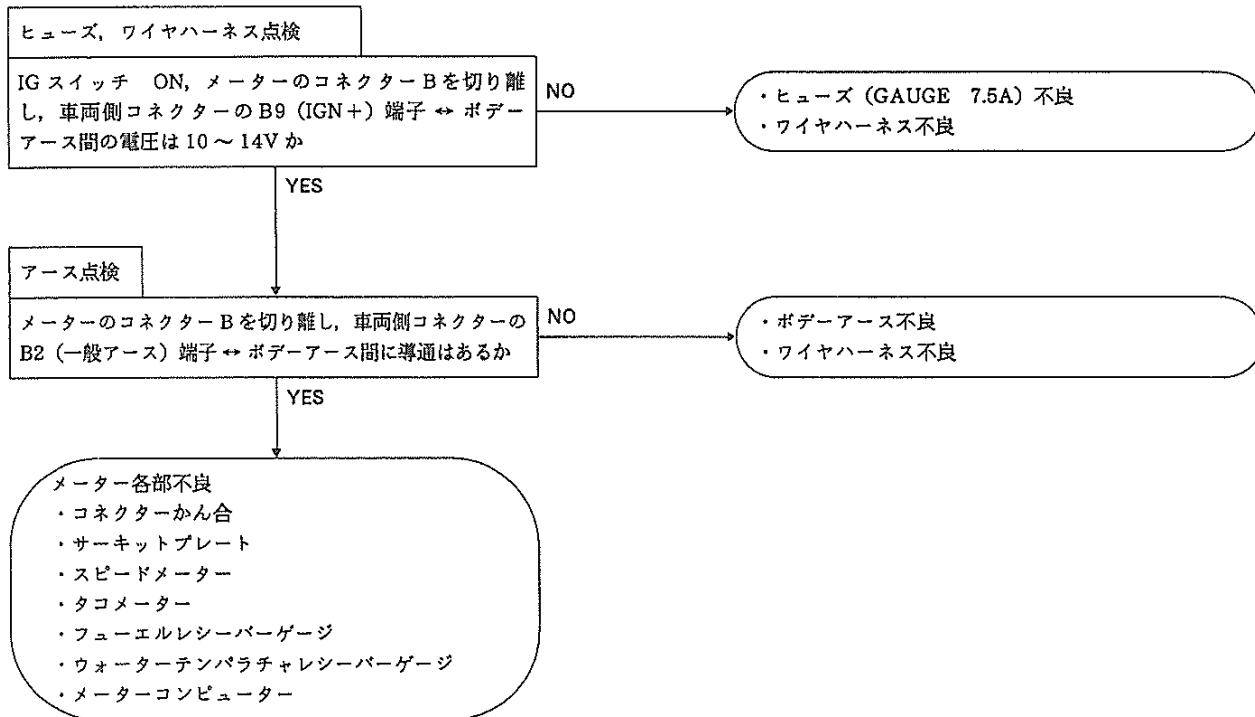 ヒューズ，ワイヤハーネス点検
IG スイッチ　ON，メーターのコネクター B を切り離
し，車両側コネクターの B9（IGN＋）端子 ↔ ボデー
アース間の電圧は 10 ～ 14V か
NO
・ヒューズ（GAUGE　7.5A）不良
・ワイヤハーネス不良
YES
アース点検
メーターのコネクター B を切り離し，車両側コネクターの
B2（一般アース）端子 ↔ ボデーアース間に導通はあるか
NO
・ボデーアース不良
・ワイヤハーネス不良
YES
メーター各部不良
・コネクターかん合
・サーキットプレート
・スピードメーター
・タコメーター
・フューエルレシーバーゲージ
・ウォーターテンパラチャレシーバーゲージ
・メーターコンピューター